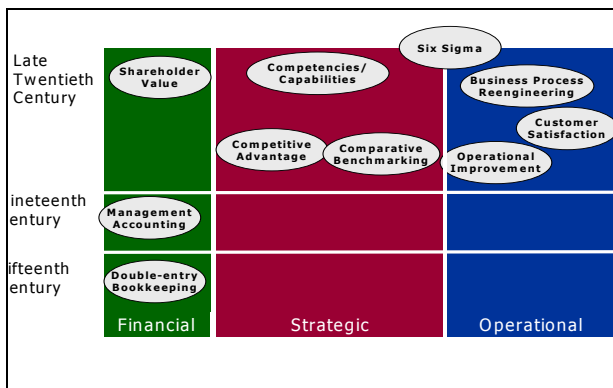 Late
Twentieth
Century
Shareholder
Value
Competencies/
Capabilities
Six Sigma
Business Process
Reengineering
Customer
Satisfaction
Competitive
Advantage
Comparative
Benchmarking
Operational
Improvement
ineteenth
entury
Management
Accounting
ifteenth
entury
Double-entry
Bookkeeping
Financial
Strategic
Operational